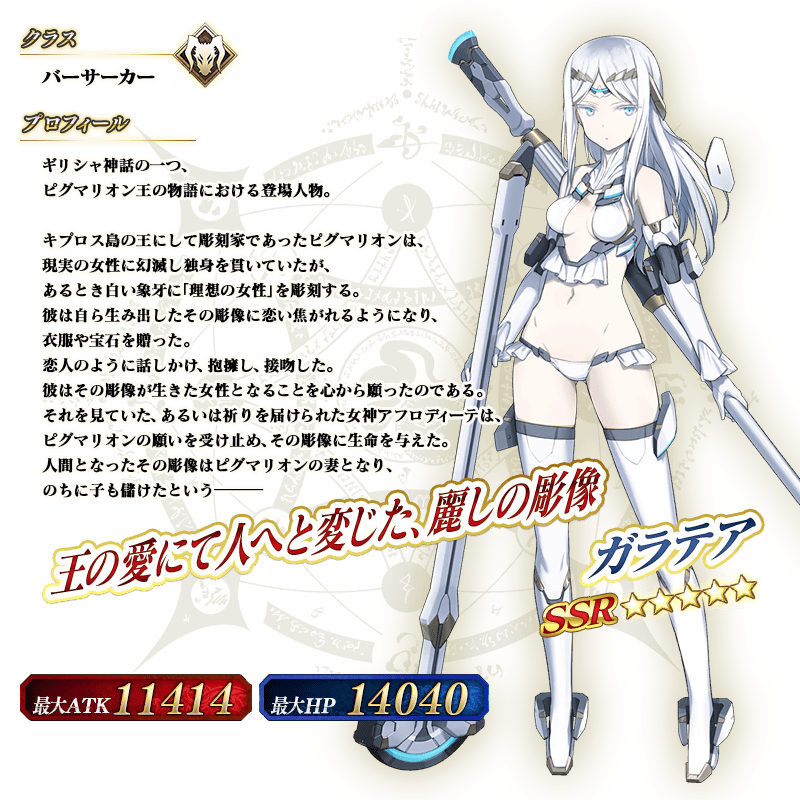 クラス
バーサーカー
プロフィール
ギリシャ神話の一つ、
ピグマリオン王の物語における登場人物。
キプロス島の王にして彫刻家であったピグマリオンは、
現実の女性に幻滅し独身を貫いていたが、
あるとき白い象牙に「理想の女性」を彫刻する。
彼は自ら生み出したその彫像に恋い焦がれるようになり、
衣服や宝石を贈った。
恋人のように話しかけ、抱擁し、接吻した。
彼はその彫像が生きた女性となることを心から願ったのである。
それを見ていた、あるいは祈りを届けられた女神アフロディーテは、
ピグマリオンの願いを受け止め、その彫像に生命を与えた。
人間となったその彫像はピグマリオンの妻となり、
のちに子も儲けたという───
王の愛にて人へと変じた、麗しの彫像
ガラテア
SSR ☆☆☆☆☆
最大ATK 11414
最大HP 14040